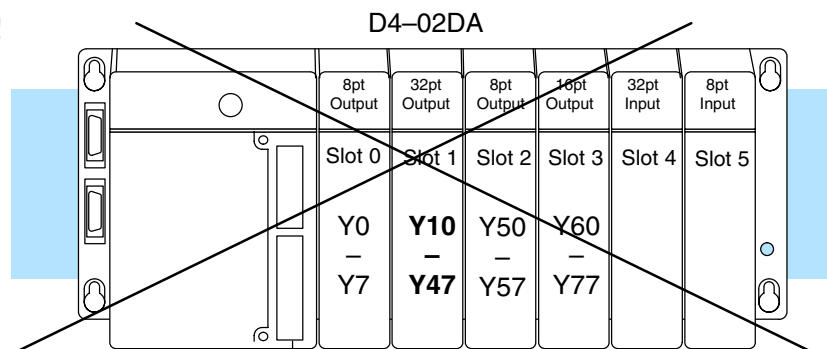 D4–02DA
8pt Output 32pt Output 8pt Output 16pt Output 32pt Input 8pt Input
Slot 0 Slot 1 Slot 2 Slot 3 Slot 4 Slot 5
Y0 Y10 Y50 Y60
– – – –
Y7 Y47 Y57 Y77